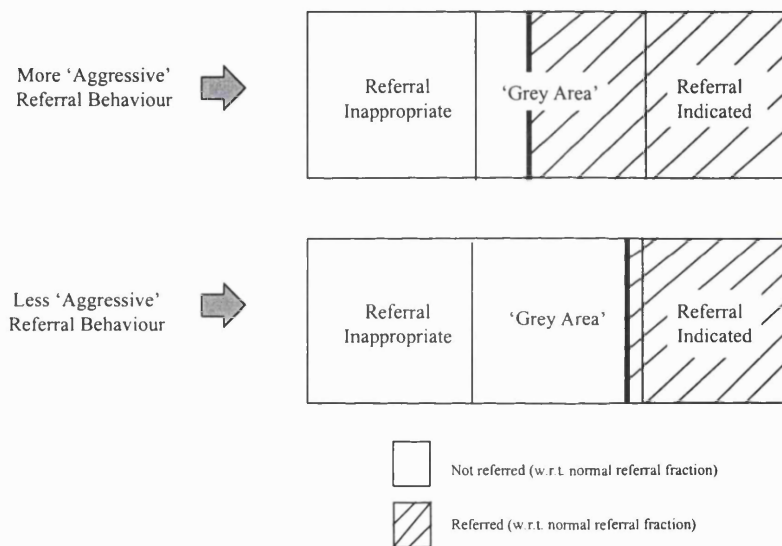 More ‘Aggressive’
Referral Behaviour
Referral
Inappropriate
‘Grey Area’
Referral
Indicated
Less ‘Aggressive’
Referral Behaviour
Referral
Inappropriate
‘Grey Area’
Referral
Indicated
Not referred (w.r.t. normal referral fraction)
Referred (w.r.t. normal referral fraction)